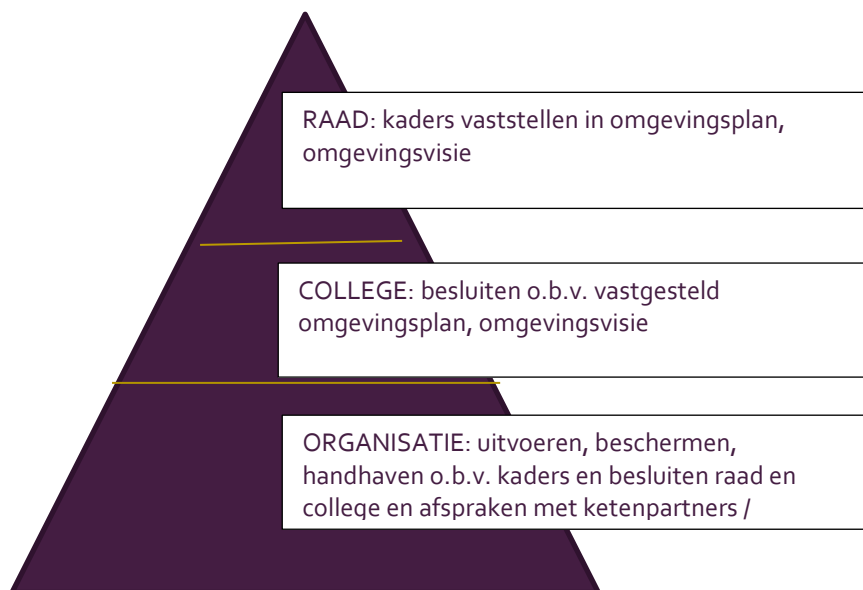 RAAD: kaders vaststellen in omgevingsplan,
omgevingsvisie
COLLEGE: besluiten o.b.v. vastgesteld
omgevingsplan, omgevingsvisie
ORGANISATIE: uitvoeren, beschermen,
handhaven o.b.v. kaders en besluiten raad en
college en afspraken met ketenpartners /